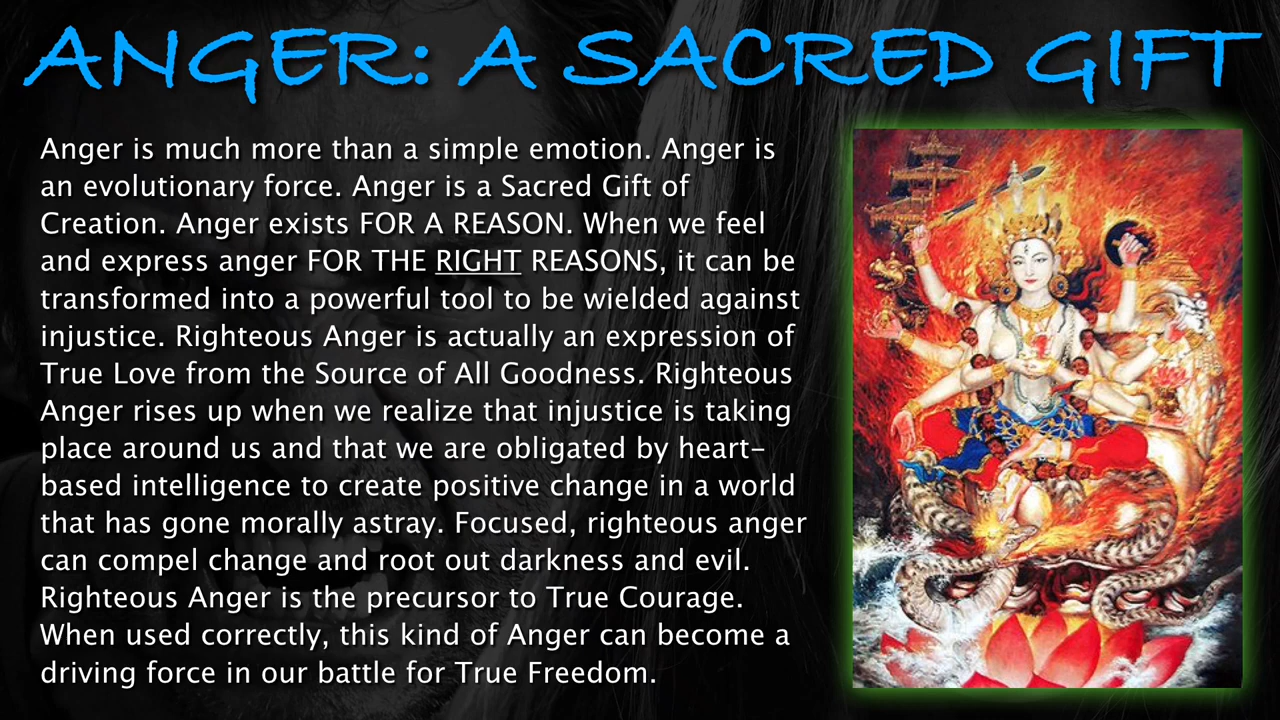 ANGER: A SACRED GIFT
Anger is much more than a simple emotion. Anger is
an evolutionary force. Anger is a Sacred Gift of
Creation. Anger exists FOR A REASON. When we feel
and express anger FOR THE RIGHT REASONS, it can be
transformed into a powerful tool to be wielded against
injustice. Righteous Anger is actually an expression of
True Love from the Source of All Goodness. Righteous
Anger rises up when we realize that injustice is taking
place around us and that we are obligated by heart-
based intelligence to create positive change in a world
that has gone morally astray. Focused, righteous anger
can compel change and root out darkness and evil.
Righteous Anger is the precursor to True Courage.
When used correctly, this kind of Anger can become a
driving force in our battle for True Freedom.